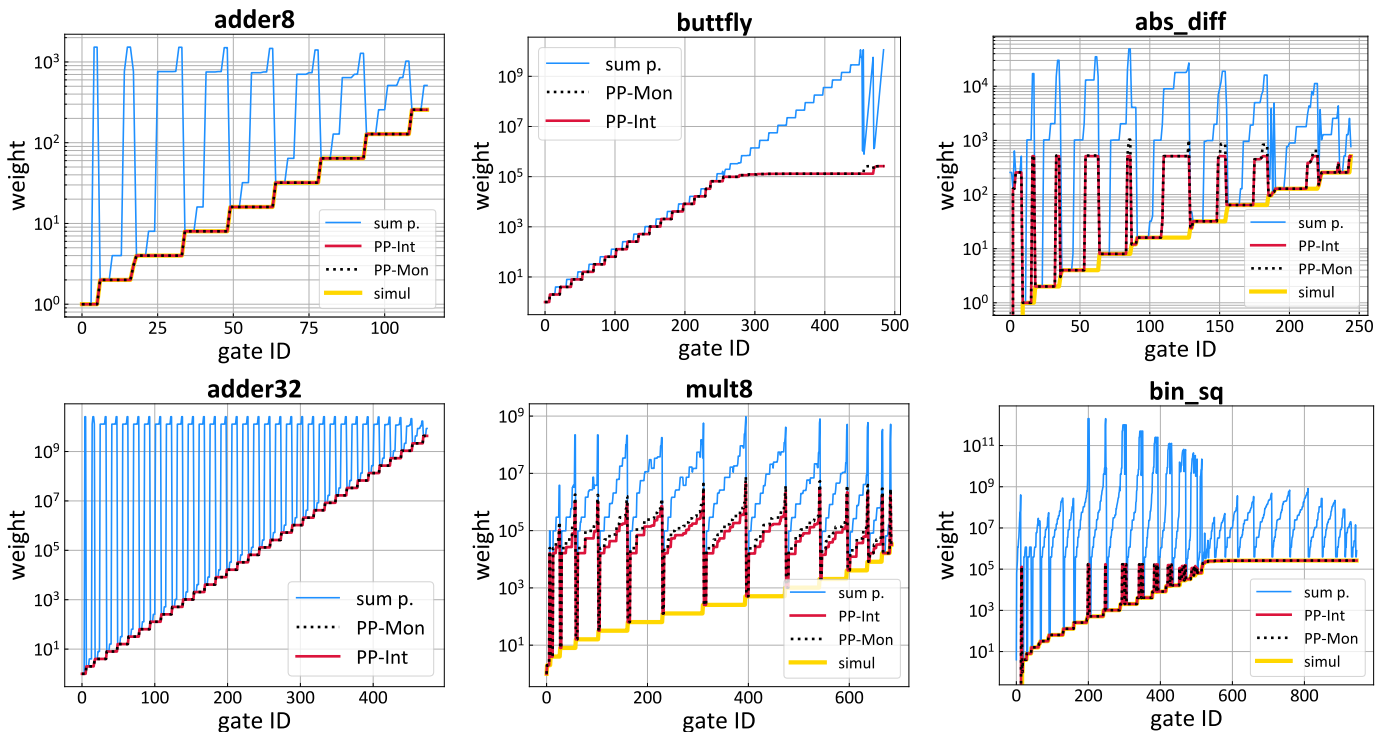 adder8
weight
10³
10²
10¹
10⁰
sum p.
PP-Int
PP-Mon
simul
0 25 50 75 100
gate ID
buttfly
weight
10⁹
10⁷
10⁵
10³
10¹
sum p.
PP-Mon
PP-Int
0 100 200 300 400 500
gate ID
abs_diff
weight
10⁴
10³
10²
10¹
10⁰
sum p.
PP-Int
PP-Mon
simul
0 50 100 150 200 250
gate ID
adder32
weight
10⁹
10⁷
10⁵
10³
10¹
sum p.
PP-Mon
PP-Int
0 100 200 300 400
gate ID
mult8
weight
10⁹
10⁷
10⁵
10³
10¹
sum p.
PP-Int
PP-Mon
simul
0 200 400 600
gate ID
bin_sq
weight
10¹¹
10⁹
10⁷
10⁵
10³
10¹
sum p.
PP-Int
PP-Mon
simul
0 200 400 600 800
gate ID